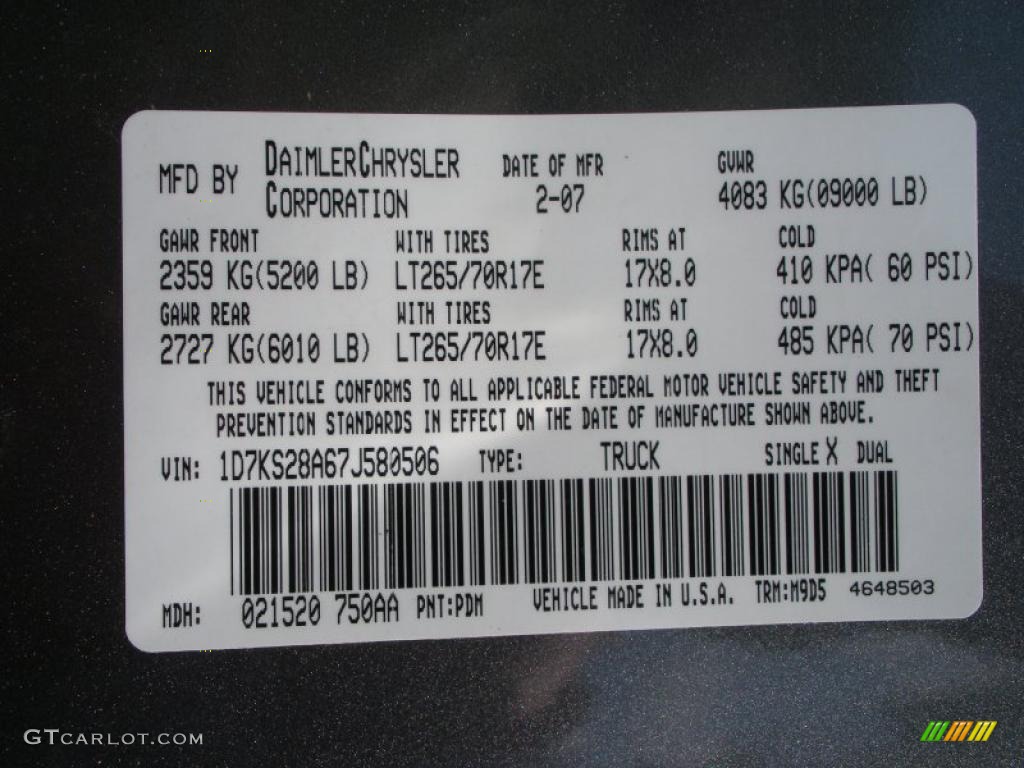 MFD BY DAIMLERCHRYSLER CORPORATION DATE OF MFR 2-07 GVWR 4083 KG(09000 LB)
GAWR FRONT WITH TIRES RIMS AT COLD
2359 KG(5200 LB) LT265/70R17E 17X8.0 410 KPA( 60 PSI)
GAWR REAR WITH TIRES RIMS AT COLD
2727 KG(6010 LB) LT265/70R17E 17X8.0 485 KPA( 70 PSI)
THIS VEHICLE CONFORMS TO ALL APPLICABLE FEDERAL MOTOR VEHICLE SAFETY AND THEFT
PREVENTION STANDARDS IN EFFECT ON THE DATE OF MANUFACTURE SHOWN ABOVE.
VIN: 1D7KS28A67J580506 TYPE: TRUCK SINGLE X DUAL
MDH: 021520 750AA PNT:PDM VEHICLE MADE IN U.S.A. TRM:M9D5 4648503
GTCARLOT.COM